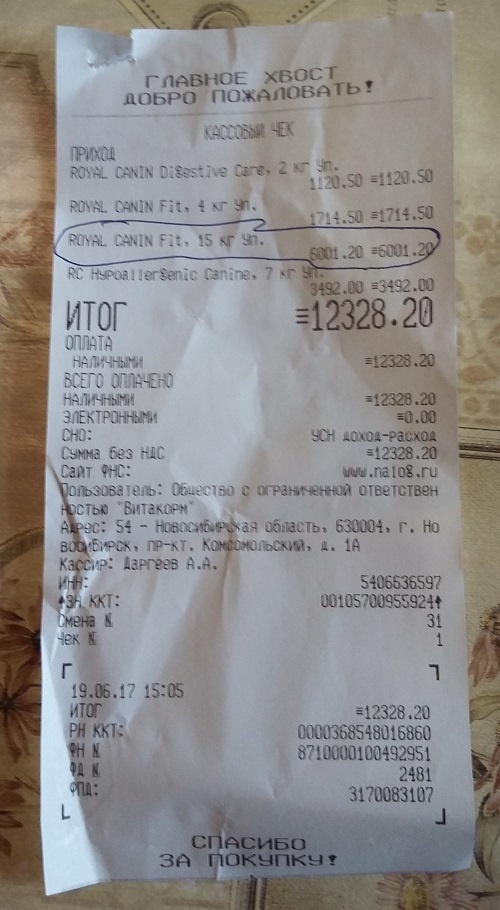 ГЛАВНОЕ ХВОСТ
ДОБРО ПОЖАЛОВАТЬ!
КАССОВЫЙ ЧЕК
ПРИХОД
ROYAL CANIN Digestive Care, 2 кг Уп.
1120.50 =1120.50
ROYAL CANIN Fit, 4 кг Уп.
1714.50 =1714.50
ROYAL CANIN Fit, 15 кг Уп.
6001.20 =6001.20
RC Hypoallergenic Canine, 7 кг Уп.
3492.00 =3492.00
ИТОГ =12328.20
ОПЛАТА
НАЛИЧНЫМИ =12328.20
ВСЕГО ОПЛАЧЕНО
НАЛИЧНЫМИ =12328.20
ЭЛЕКТРОННЫМИ =0.00
СНО: УСН доход-расход
Сумма без НДС =12328.20
Сайт ФНС: www.nalog.ru
Пользователь: Общество с ограниченной ответствен
ностью "Витакорм"
Адрес: 54 - Новосибирская область, 630004, г. Но
восибирск, пр-кт. Комсомольский, д. 1А
Кассир: Даргеев А.А.
ИНН: 5406636597
ЗН ККТ: 00105700955924
Смена № 31
Чек № 1
19.06.17 15:05
ИТОГ =12328.20
РН ККТ: 0000368548016860
ФН № 8710000100492951
ФД № 2481
ФПД: 3170083107
СПАСИБО
ЗА ПОКУПКУ!